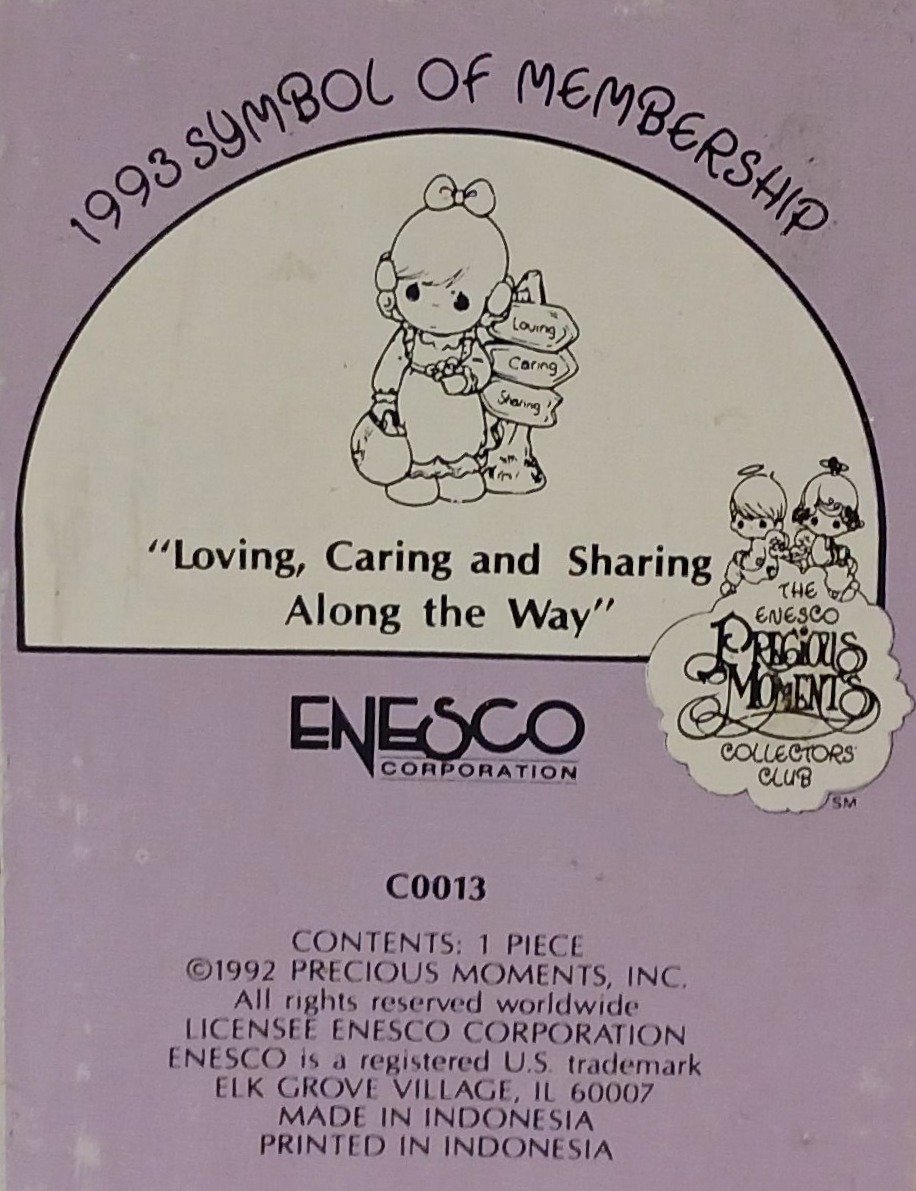 1993 SYMBOL OF MEMBERSHIP
Loving
Caring
Sharing
“Loving, Caring and Sharing
Along the Way”
THE
ENESCO
PRECIOUS
MOMENTS
COLLECTORS'
CLUB
SM
ENESCO
CORPORATION
C0013
CONTENTS: 1 PIECE
©1992 PRECIOUS MOMENTS, INC.
All rights reserved worldwide
LICENSEE ENESCO CORPORATION
ENESCO is a registered U.S. trademark
ELK GROVE VILLAGE, IL 60007
MADE IN INDONESIA
PRINTED IN INDONESIA